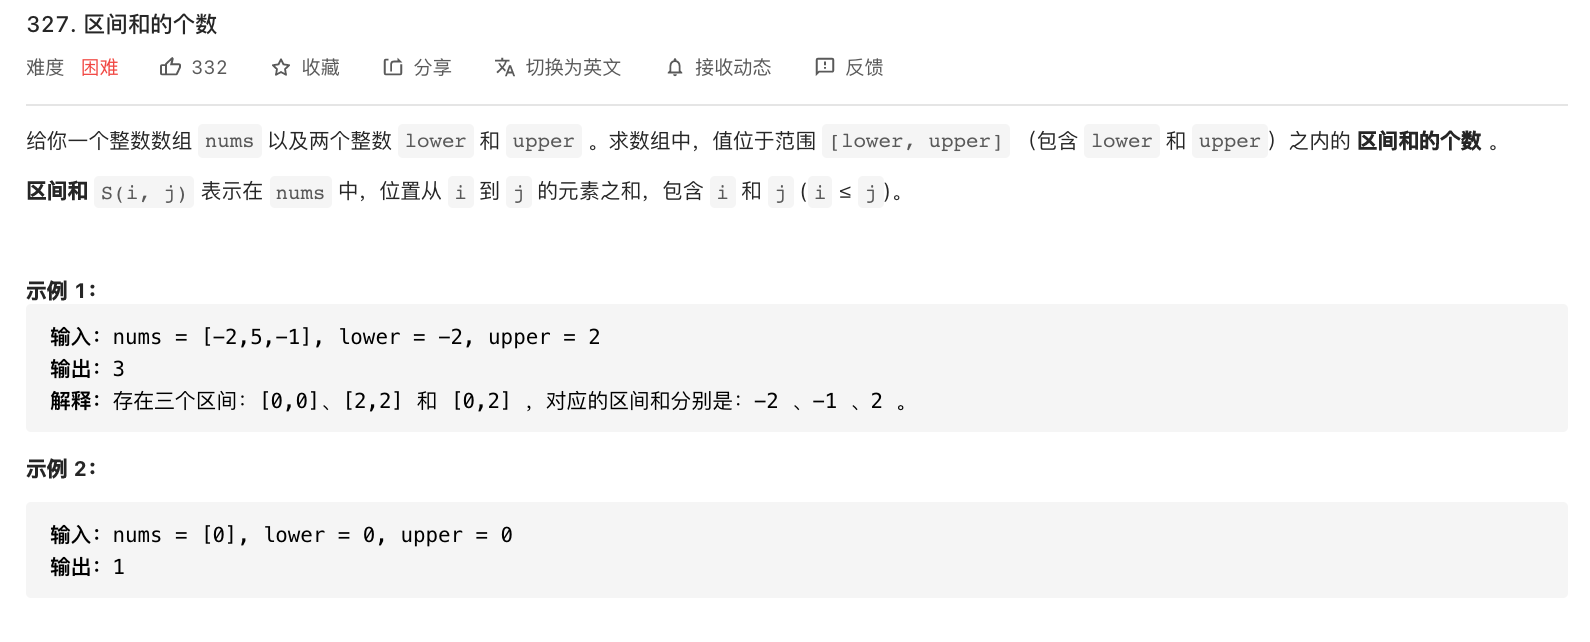 327. 区间和的个数
难度 困难 332 收藏 分享 切换为英文 接收动态 反馈
给你一个整数数组 nums 以及两个整数 lower 和 upper 。求数组中，值位于范围 [lower, upper] （包含 lower 和 upper）之内的 区间和的个数 。
区间和 S(i, j) 表示在 nums 中，位置从 i 到 j 的元素之和，包含 i 和 j (i ≤ j)。
示例 1：
输入：nums = [-2,5,-1], lower = -2, upper = 2
输出：3
解释：存在三个区间：[0,0]、[2,2] 和 [0,2] ，对应的区间和分别是：-2 、-1 、2 。
示例 2：
输入：nums = [0], lower = 0, upper = 0
输出：1